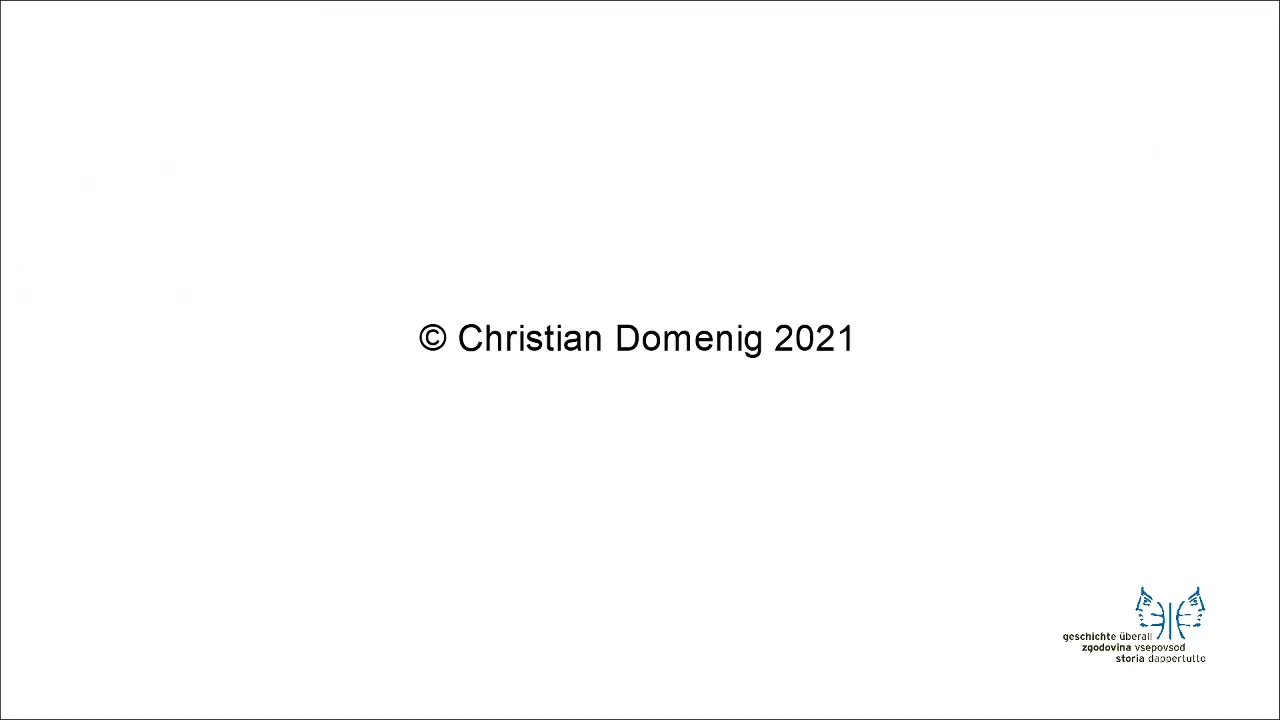 © Christian Domenig 2021
geschichte überall
zgodovina vsepovsod
storia dappertutto